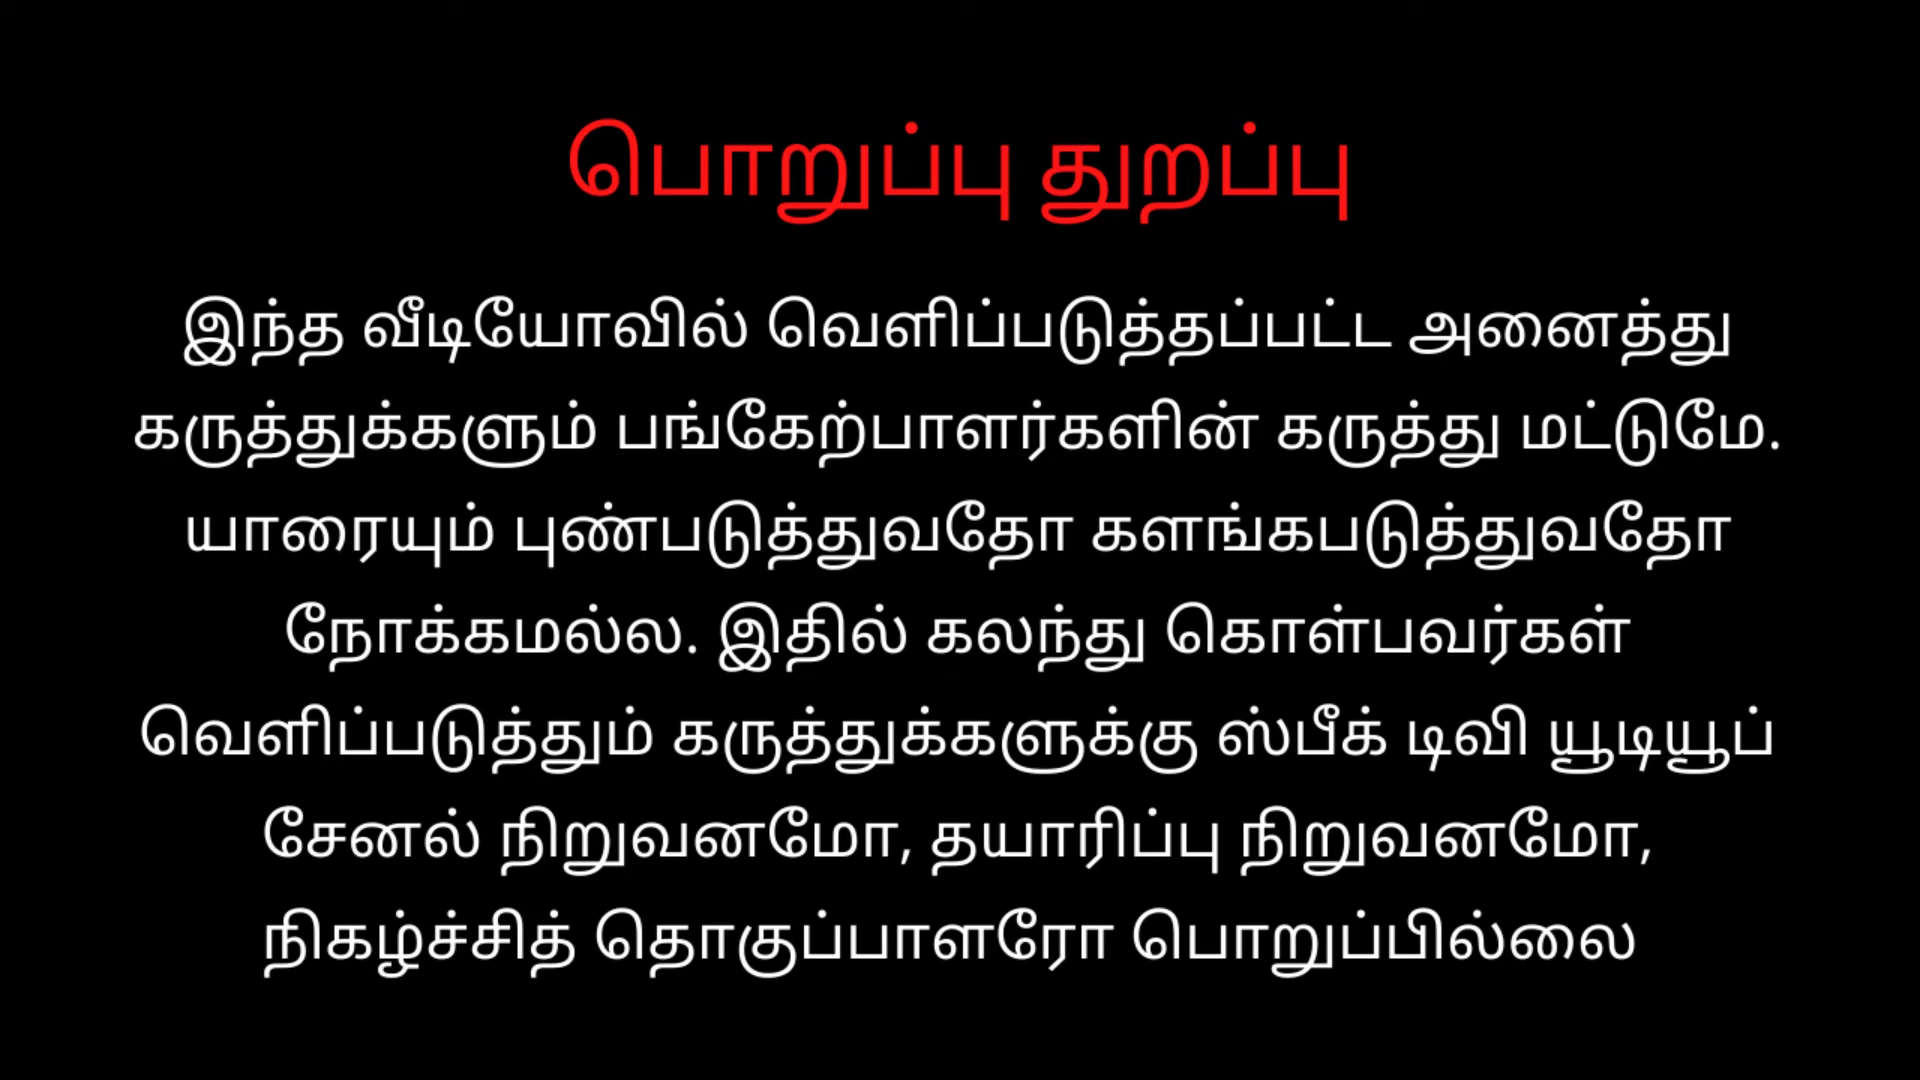 பொறுப்பு துறப்பு
இந்த வீடியோவில் வெளிப்படுத்தப்பட்ட அனைத்து
கருத்துக்களும் பங்கேற்பாளர்களின் கருத்து மட்டுமே.
யாரையும் புண்படுத்துவதோ களங்கபடுத்துவதோ
நோக்கமல்ல. இதில் கலந்து கொள்பவர்கள்
வெளிப்படுத்தும் கருத்துக்களுக்கு ஸ்பீக் டிவி யூடியூப்
சேனல் நிறுவனமோ, தயாரிப்பு நிறுவனமோ,
நிகழ்ச்சித் தொகுப்பாளரோ பொறுப்பில்லை